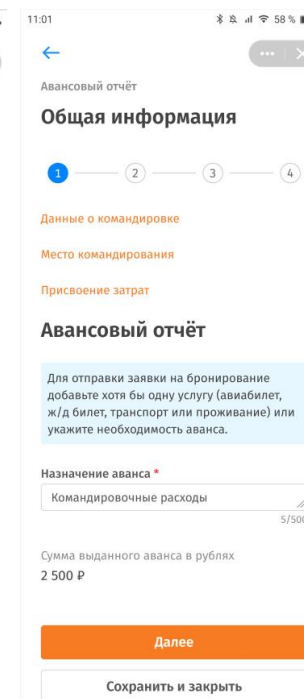 11:01 58 %
Авансовый отчёт
Общая информация
1 2 3 4
Данные о командировке
Место командирования
Присвоение затрат
Авансовый отчёт
Для отправки заявки на бронирование
добавьте хотя бы одну услугу (авиабилет,
ж/д билет, транспорт или проживание) или
укажите необходимость аванса.
Назначение аванса *
Командировочные расходы
5/500
Сумма выданного аванса в рублях
2 500 ₽
Далее
Сохранить и закрыть